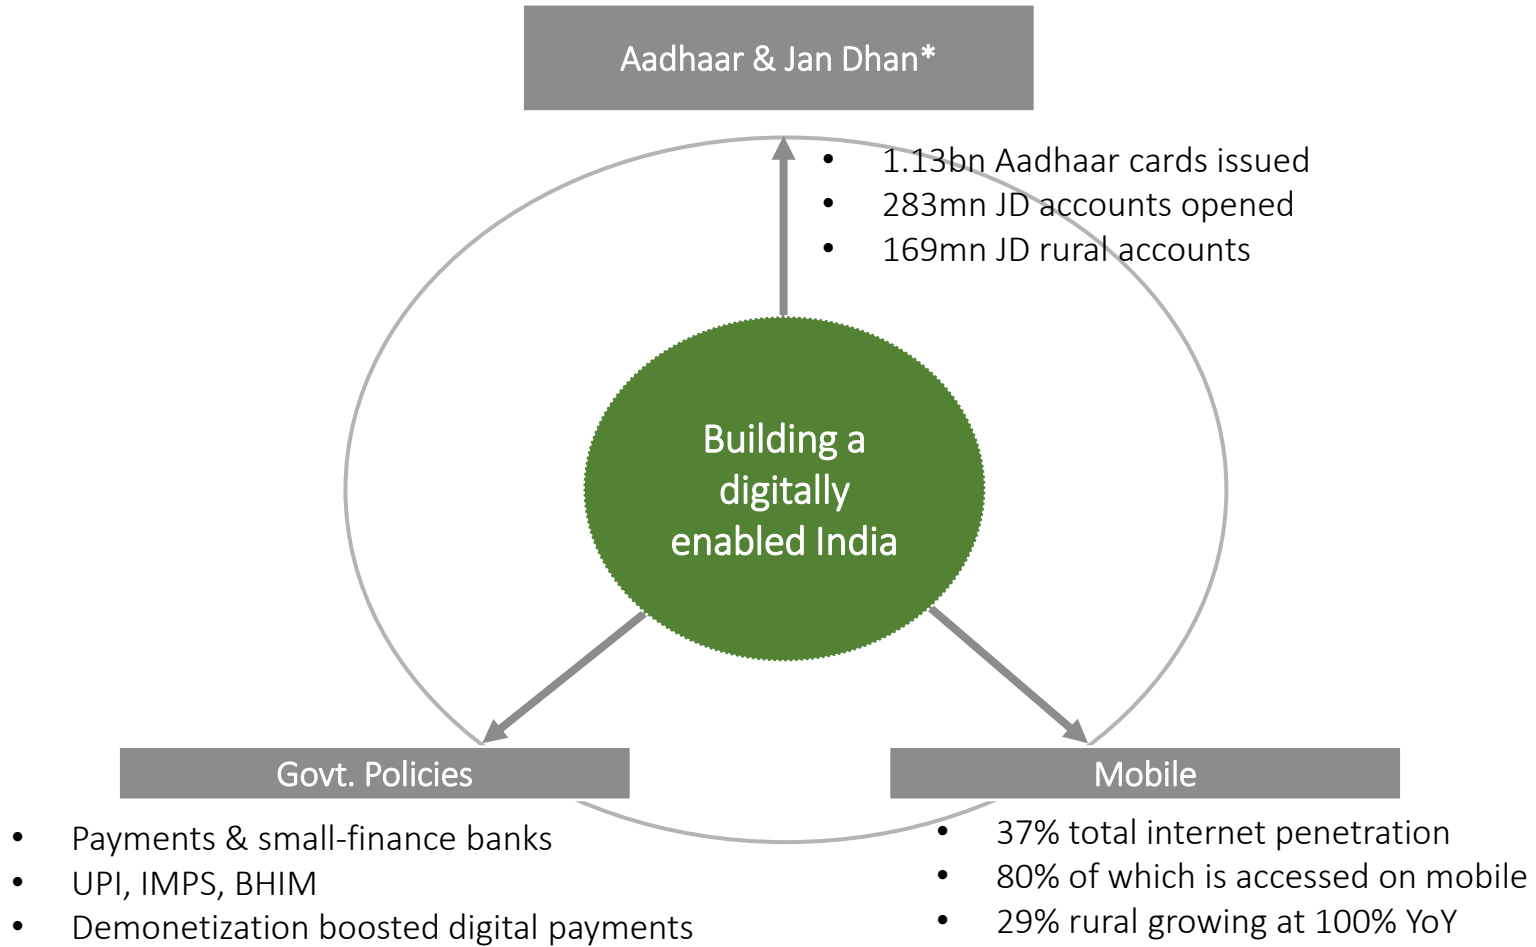 Aadhaar & Jan Dhan*
• 1.13bn Aadhaar cards issued
• 283mn JD accounts opened
• 169mn JD rural accounts
Building a
digitally
enabled India
Govt. Policies
• Payments & small-finance banks
• UPI, IMPS, BHIM
• Demonetization boosted digital payments
Mobile
• 37% total internet penetration
• 80% of which is accessed on mobile
• 29% rural growing at 100% YoY